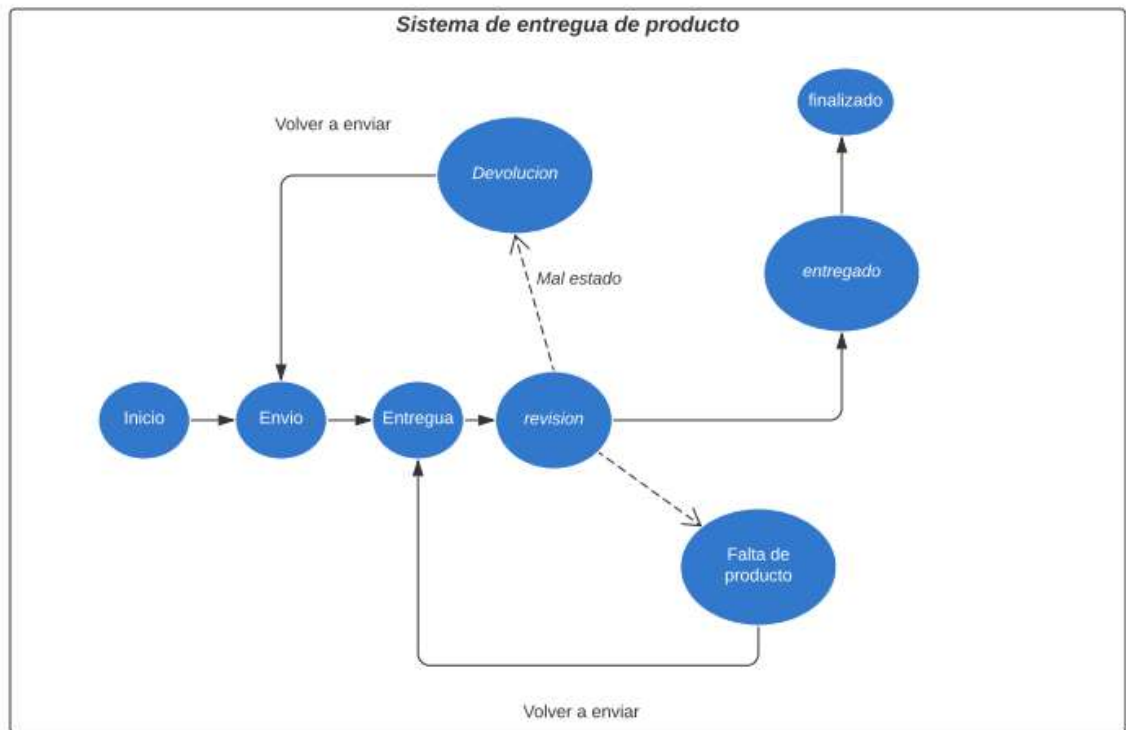 Sistema de entregua de producto
finalizado
Volver a enviar
Devolucion
entregado
Mal estado
Inicio
Envio
Entregua
revision
Falta de
producto
Volver a enviar